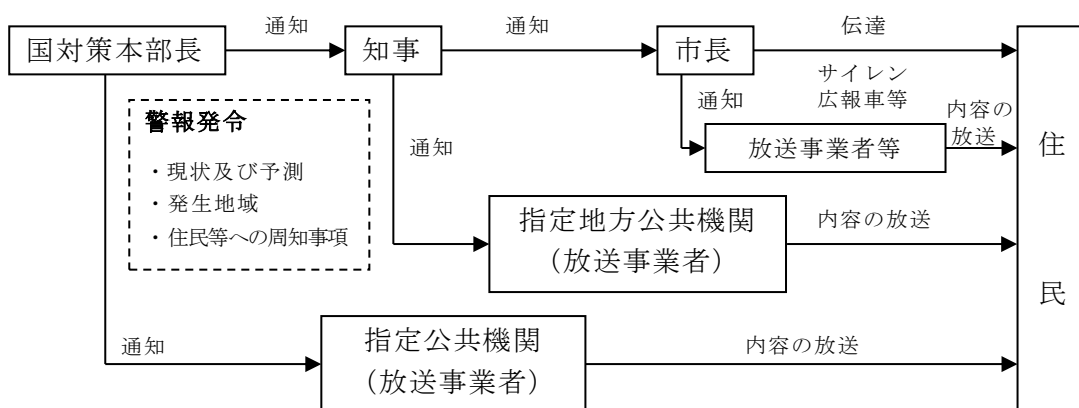 通知
通知
伝達
国対策本部長
知事
市長
サイレン
広報車等
通知
内容の
放送
警報発令
・現状及び予測
・発生地域
・住民等への周知事項
通知
放送事業者等
住
民
指定地方公共機関
（放送事業者）
内容の放送
通知
指定公共機関
（放送事業者）
内容の放送